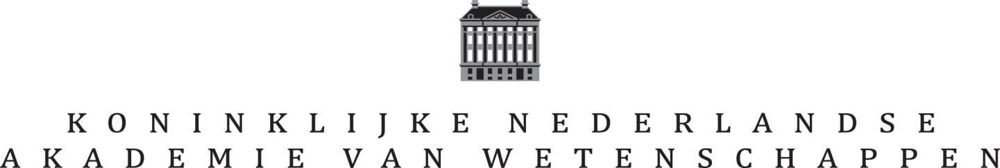 KONINKLIJKE NEDERLANDSE
AKADEMIE VAN WETENSCHAPPEN